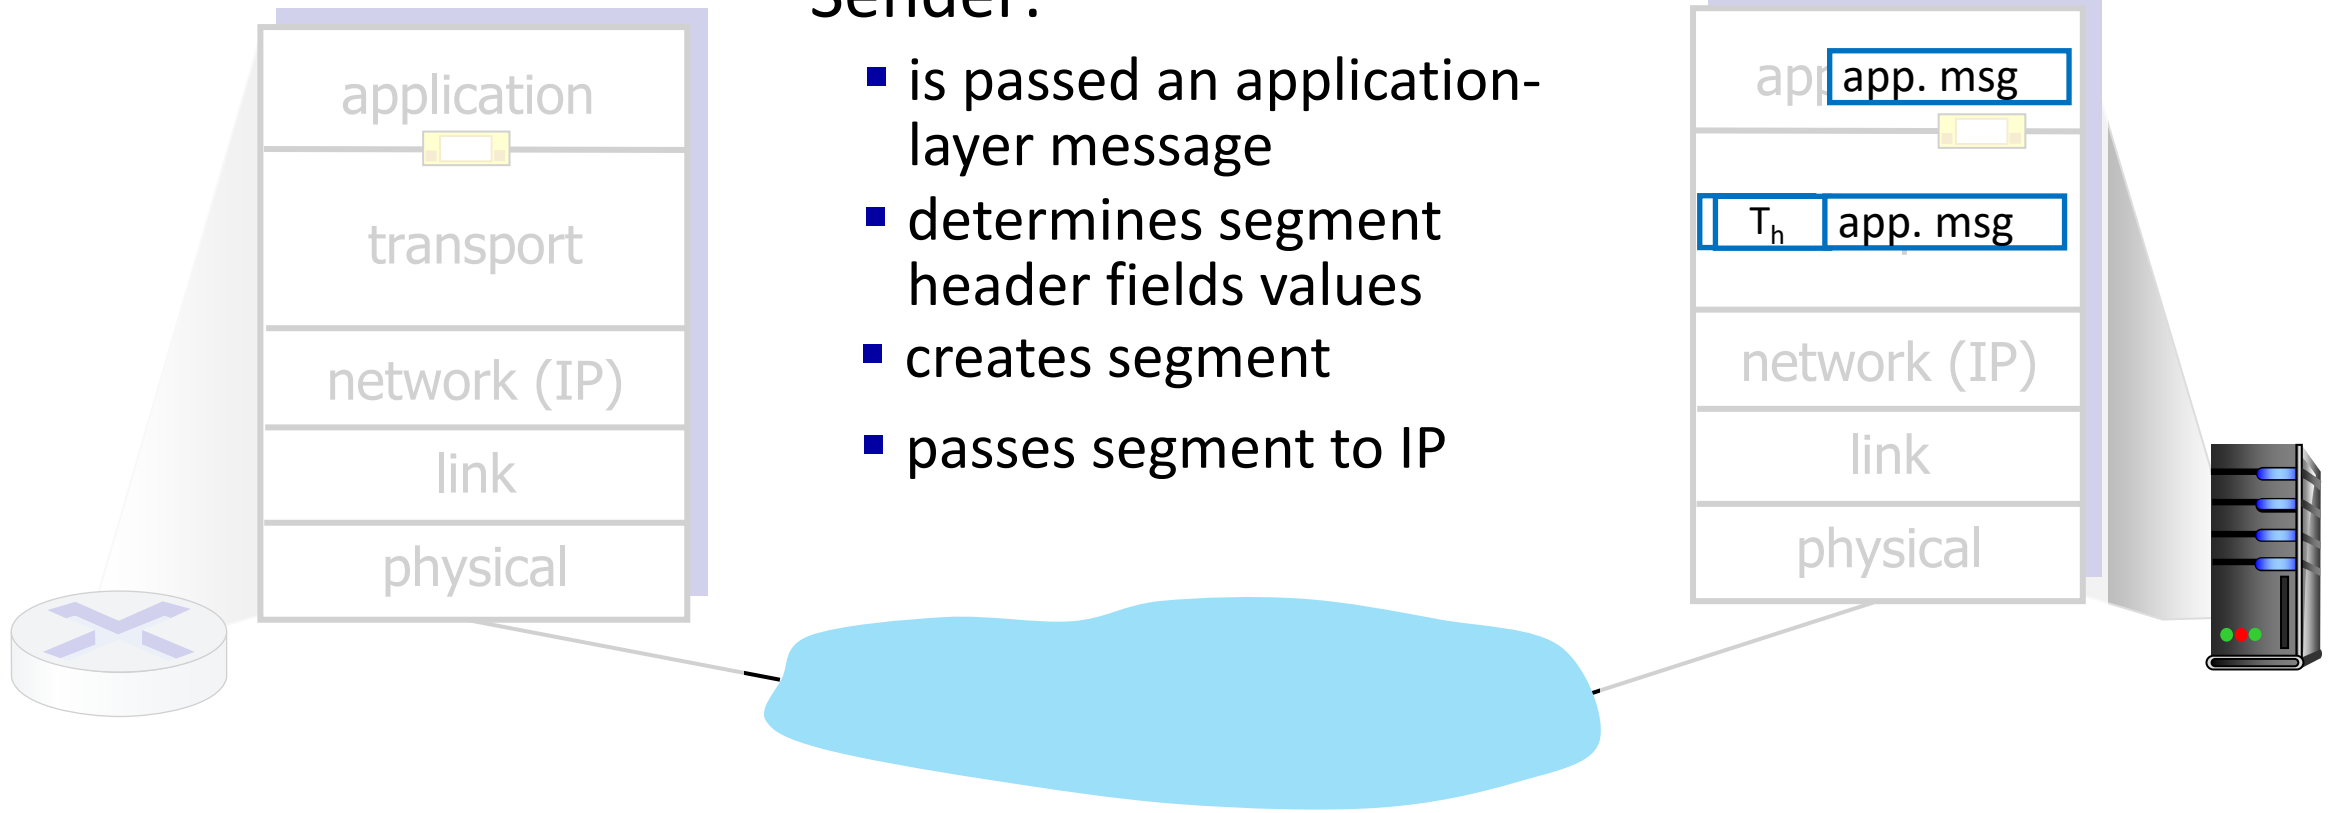 application
transport
network (IP)
link
physical
Sender:
▪ is passed an application-
layer message
▪ determines segment
header fields values
▪ creates segment
▪ passes segment to IP
app. msg
Th app. msg
network (IP)
link
physical